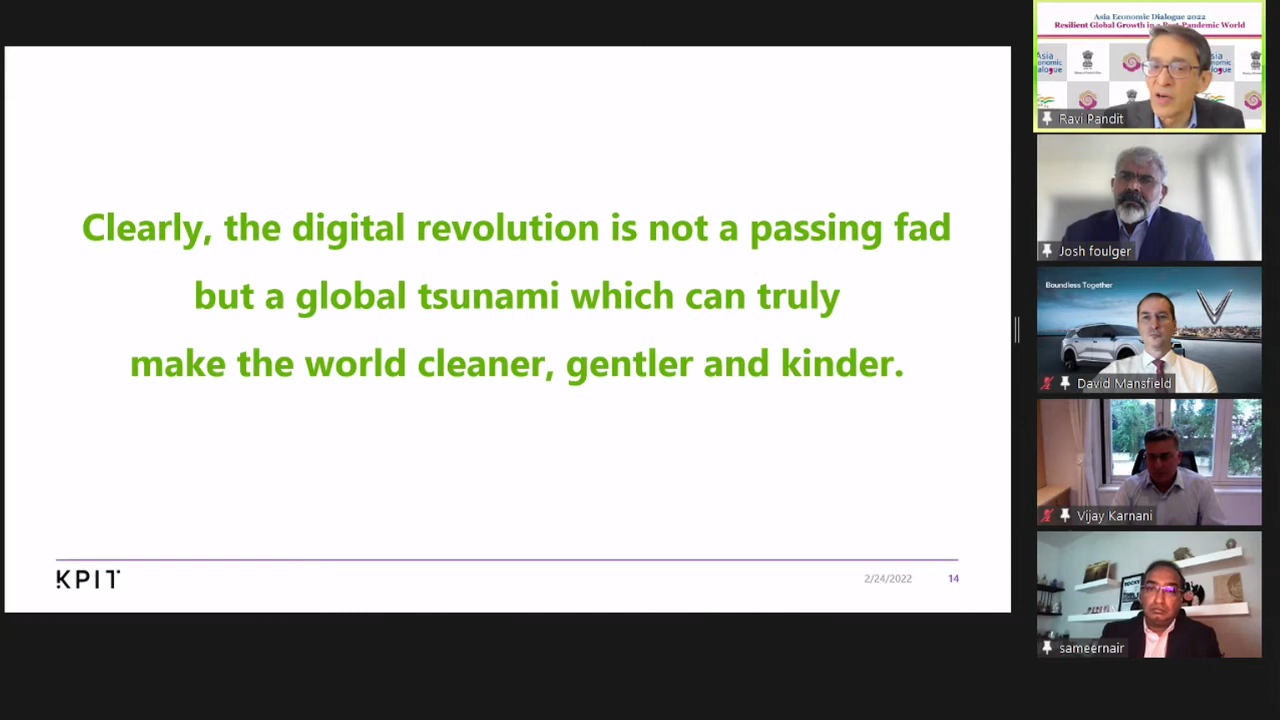 Clearly, the digital revolution is not a passing fad
but a global tsunami which can truly
make the world cleaner, gentler and kinder.
KPIT
2/24/2022
14
Asia Economic Dialogue 2022
Resilient Global Growth in a Post-Pandemic World
Ravi Pandit
Josh foulger
Boundless Together
David Mansfield
Vijay Karnani
sameernair